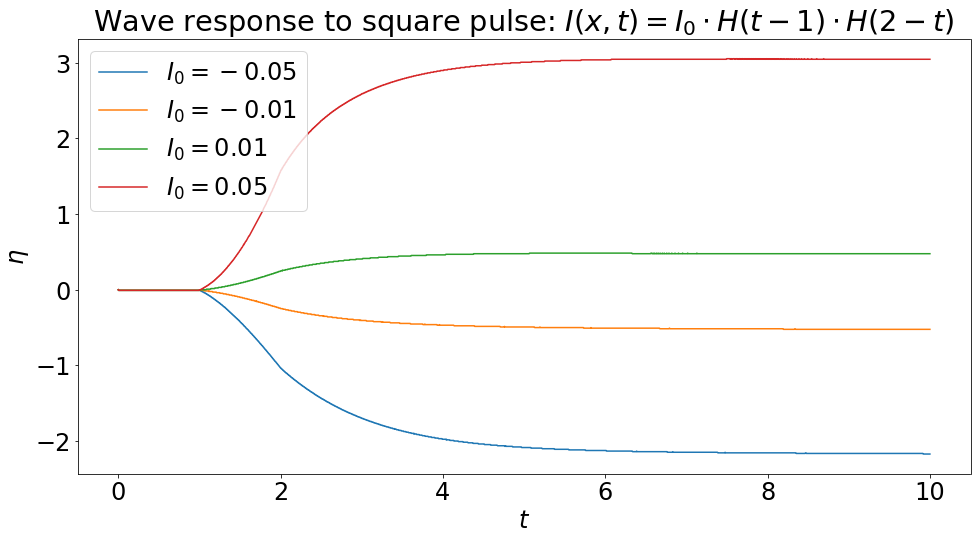 Wave response to square pulse: I(x, t) = I₀ · H(t − 1) · H(2 − t)
I₀ = −0.05
I₀ = −0.01
I₀ = 0.01
I₀ = 0.05
η
3
2
1
0
−1
−2
0 2 4 6 8 10
t